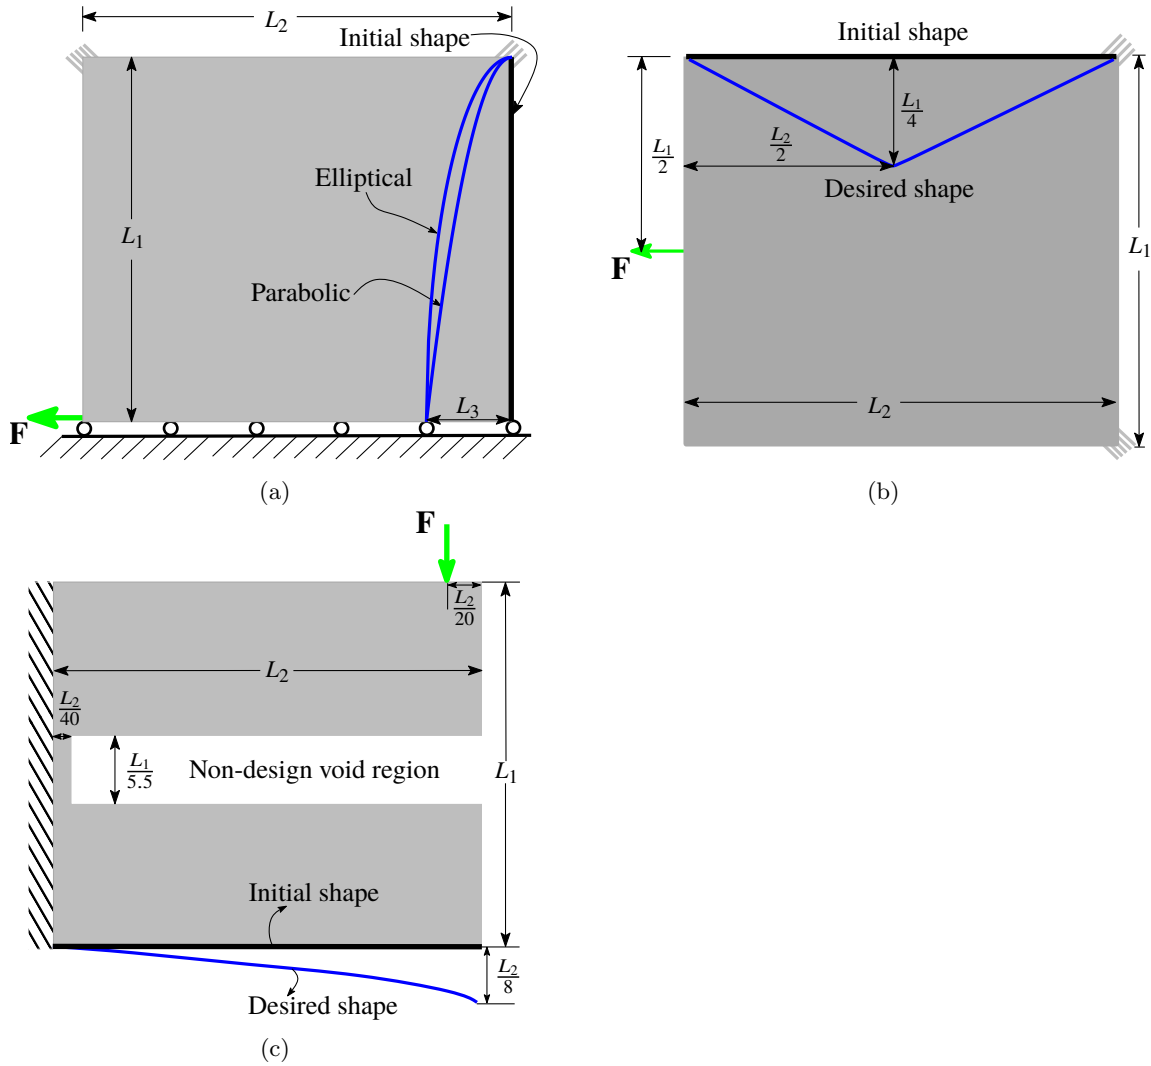 L₂
Initial shape
Elliptical
L₁
Parabolic
L₃
F
(a)
Initial shape
L₁/4
L₁/2
L₂/2
Desired shape
L₁
F
L₂
(b)
F
L₂/20
L₂
L₂/40
L₁/5.5
Non-design void region
L₁
Initial shape
L₂/8
Desired shape
(c)